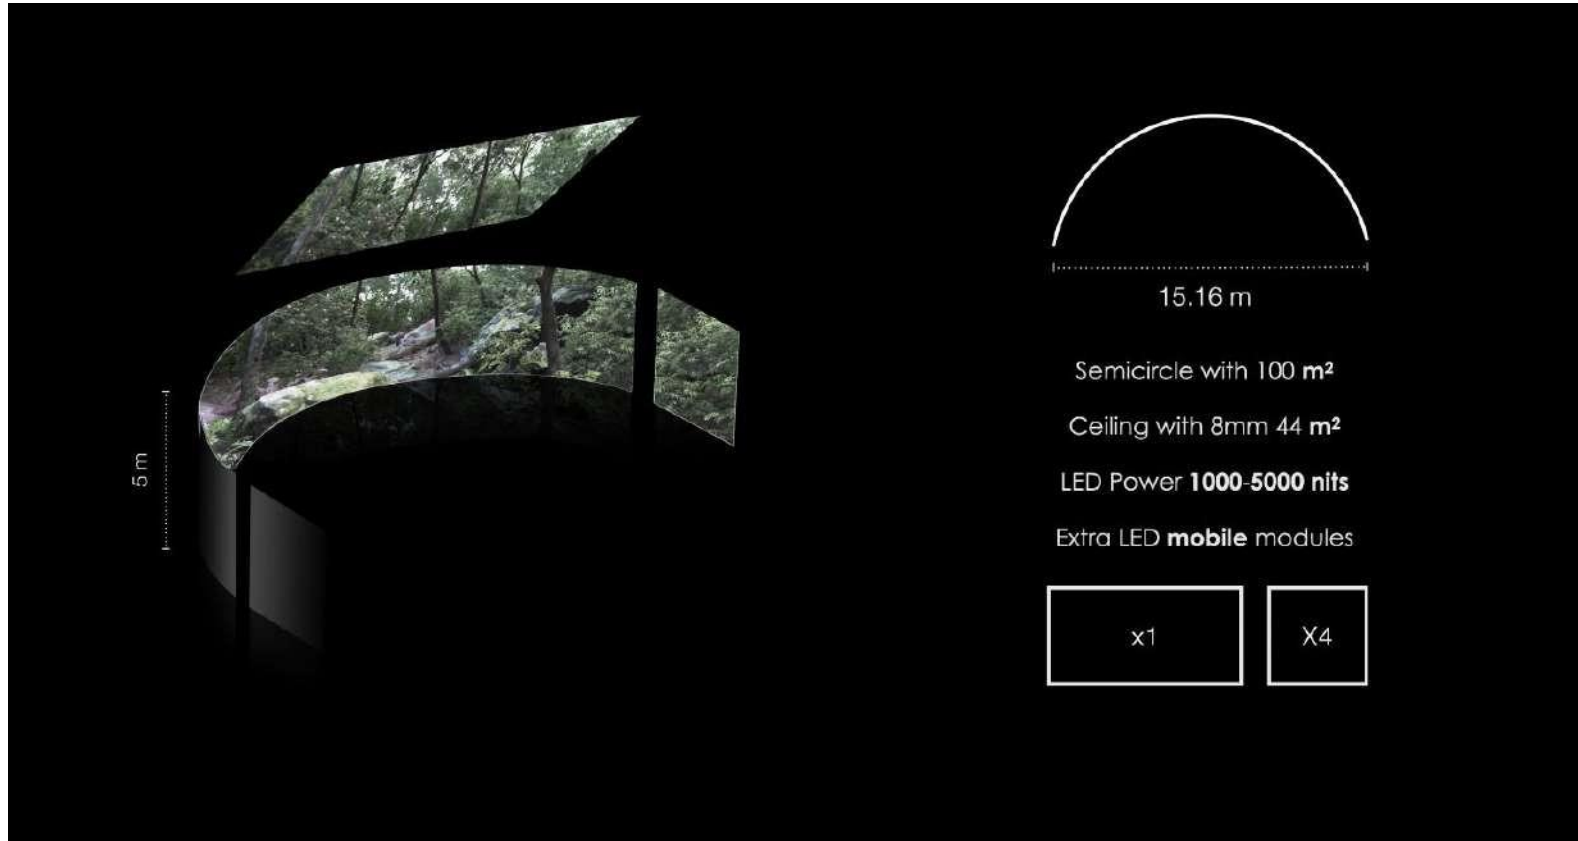 5 m
15.16 m
Semicircle with 100 m²
Ceiling with 8mm 44 m²
LED Power 1000-5000 nits
Extra LED mobile modules
x1
X4